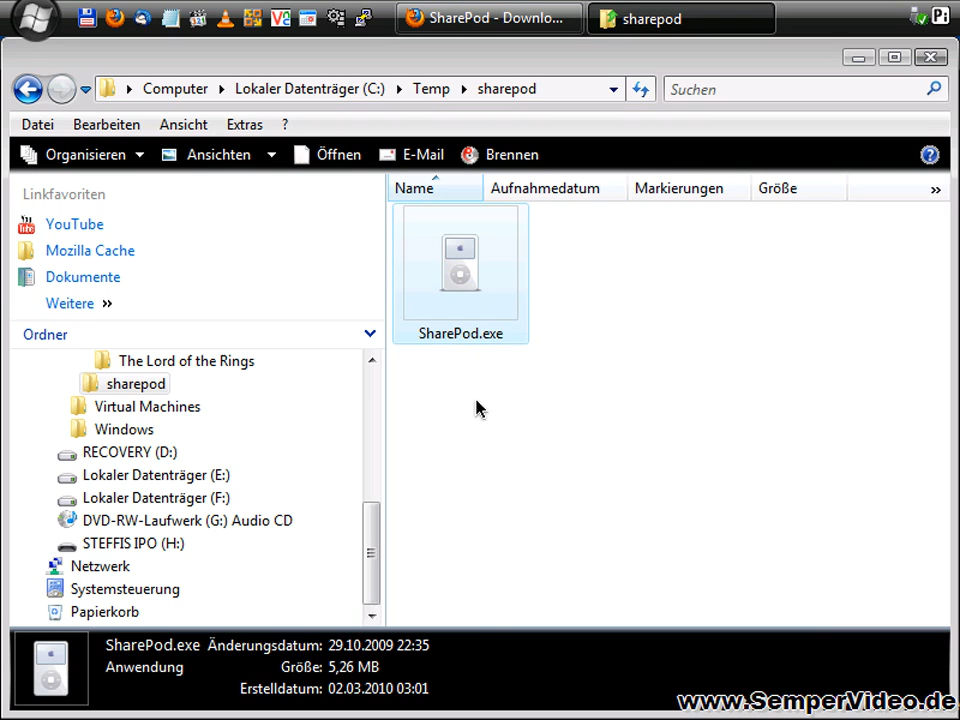 SharePod - Downlo...
sharepod
Computer
Lokaler Datenträger (C:)
Temp
sharepod
Suchen
Datei Bearbeiten Ansicht Extras ?
Organisieren Ansichten Öffnen E-Mail Brennen
Linkfavoriten
YouTube
Mozilla Cache
Dokumente
Weitere »
Ordner
The Lord of the Rings
sharepod
Virtual Machines
Windows
RECOVERY (D:)
Lokaler Datenträger (E:)
Lokaler Datenträger (F:)
DVD-RW-Laufwerk (G:) Audio CD
STEFFIS IPO (H:)
Netzwerk
Systemsteuerung
Papierkorb
Name Aufnahmedatum Markierungen Größe »
SharePod.exe
SharePod.exe Änderungsdatum: 29.10.2009 22:35
Anwendung Größe: 5,26 MB
Erstelldatum: 02.03.2010 03:01
www.SemperVideo.de